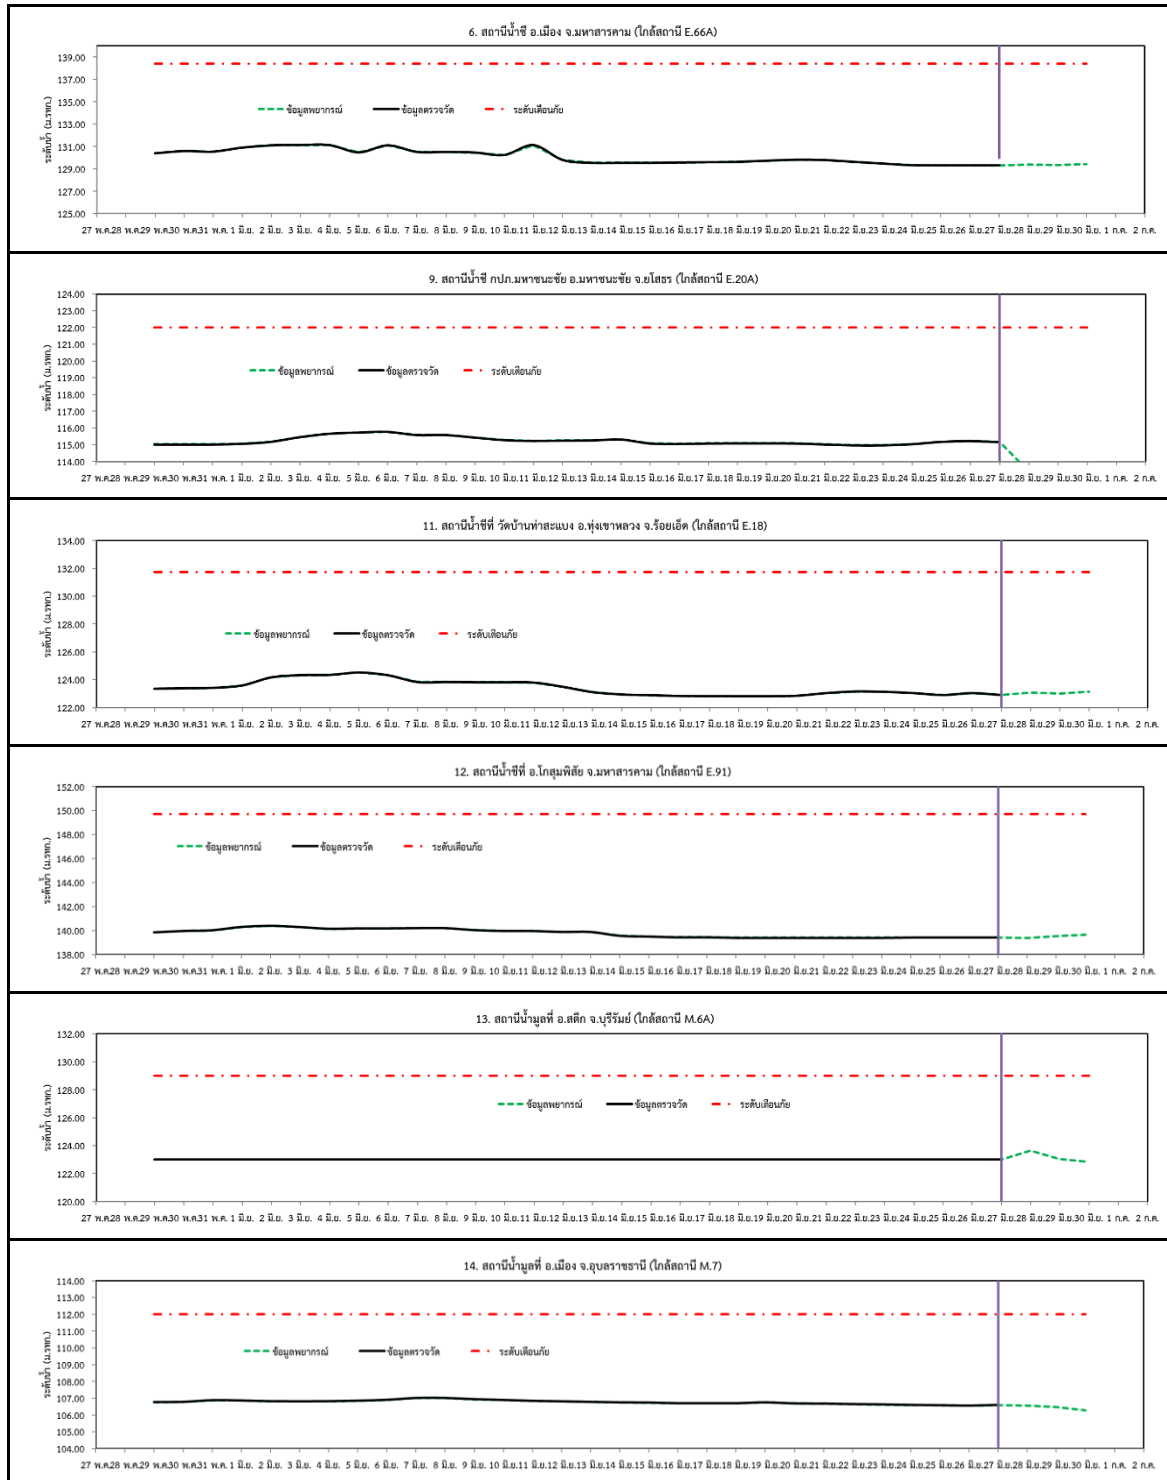 6. สถานีน้ำชี อ.เมือง จ.มหาสารคาม (ใกล้สถานี E.66A)
ระดับน้ำ (ม.รทก.)
139.00
137.00
135.00
133.00
131.00
129.00
127.00
125.00
ข้อมูลพยากรณ์ ข้อมูลตรวจวัด ระดับเตือนภัย
27 พ.ค. 28 พ.ค. 29 พ.ค. 30 พ.ค. 31 พ.ค. 1 มิ.ย. 2 มิ.ย. 3 มิ.ย. 4 มิ.ย. 5 มิ.ย. 6 มิ.ย. 7 มิ.ย. 8 มิ.ย. 9 มิ.ย. 10 มิ.ย. 11 มิ.ย. 12 มิ.ย. 13 มิ.ย. 14 มิ.ย. 15 มิ.ย. 16 มิ.ย. 17 มิ.ย. 18 มิ.ย. 19 มิ.ย. 20 มิ.ย. 21 มิ.ย. 22 มิ.ย. 23 มิ.ย. 24 มิ.ย. 25 มิ.ย. 26 มิ.ย. 27 มิ.ย. 28 มิ.ย. 29 มิ.ย. 30 มิ.ย. 1 ก.ค. 2 ก.ค.
9. สถานีน้ำชี กปภ.มหาชนะชัย อ.มหาชนะชัย จ.ยโสธร (ใกล้สถานี E.20A)
ระดับน้ำ (ม.รทก.)
124.00
123.00
122.00
121.00
120.00
119.00
118.00
117.00
116.00
115.00
114.00
ข้อมูลพยากรณ์ ข้อมูลตรวจวัด ระดับเตือนภัย
27 พ.ค. 28 พ.ค. 29 พ.ค. 30 พ.ค. 31 พ.ค. 1 มิ.ย. 2 มิ.ย. 3 มิ.ย. 4 มิ.ย. 5 มิ.ย. 6 มิ.ย. 7 มิ.ย. 8 มิ.ย. 9 มิ.ย. 10 มิ.ย. 11 มิ.ย. 12 มิ.ย. 13 มิ.ย. 14 มิ.ย. 15 มิ.ย. 16 มิ.ย. 17 มิ.ย. 18 มิ.ย. 19 มิ.ย. 20 มิ.ย. 21 มิ.ย. 22 มิ.ย. 23 มิ.ย. 24 มิ.ย. 25 มิ.ย. 26 มิ.ย. 27 มิ.ย. 28 มิ.ย. 29 มิ.ย. 30 มิ.ย. 1 ก.ค. 2 ก.ค.
11. สถานีน้ำชีที่ วัดบ้านท่าสะแบง อ.ทุ่งเขาหลวง จ.ร้อยเอ็ด (ใกล้สถานี E.18)
ระดับน้ำ (ม.รทก.)
134.00
132.00
130.00
128.00
126.00
124.00
122.00
ข้อมูลพยากรณ์ ข้อมูลตรวจวัด ระดับเตือนภัย
27 พ.ค. 28 พ.ค. 29 พ.ค. 30 พ.ค. 31 พ.ค. 1 มิ.ย. 2 มิ.ย. 3 มิ.ย. 4 มิ.ย. 5 มิ.ย. 6 มิ.ย. 7 มิ.ย. 8 มิ.ย. 9 มิ.ย. 10 มิ.ย. 11 มิ.ย. 12 มิ.ย. 13 มิ.ย. 14 มิ.ย. 15 มิ.ย. 16 มิ.ย. 17 มิ.ย. 18 มิ.ย. 19 มิ.ย. 20 มิ.ย. 21 มิ.ย. 22 มิ.ย. 23 มิ.ย. 24 มิ.ย. 25 มิ.ย. 26 มิ.ย. 27 มิ.ย. 28 มิ.ย. 29 มิ.ย. 30 มิ.ย. 1 ก.ค. 2 ก.ค.
12. สถานีน้ำชีที่ อ.โกสุมพิสัย จ.มหาสารคาม (ใกล้สถานี E.91)
ระดับน้ำ (ม.รทก.)
152.00
150.00
148.00
146.00
144.00
142.00
140.00
138.00
ข้อมูลพยากรณ์ ข้อมูลตรวจวัด ระดับเตือนภัย
27 พ.ค. 28 พ.ค. 29 พ.ค. 30 พ.ค. 31 พ.ค. 1 มิ.ย. 2 มิ.ย. 3 มิ.ย. 4 มิ.ย. 5 มิ.ย. 6 มิ.ย. 7 มิ.ย. 8 มิ.ย. 9 มิ.ย. 10 มิ.ย. 11 มิ.ย. 12 มิ.ย. 13 มิ.ย. 14 มิ.ย. 15 มิ.ย. 16 มิ.ย. 17 มิ.ย. 18 มิ.ย. 19 มิ.ย. 20 มิ.ย. 21 มิ.ย. 22 มิ.ย. 23 มิ.ย. 24 มิ.ย. 25 มิ.ย. 26 มิ.ย. 27 มิ.ย. 28 มิ.ย. 29 มิ.ย. 30 มิ.ย. 1 ก.ค. 2 ก.ค.
13. สถานีน้ำมูลที่ อ.สตึก จ.บุรีรัมย์ (ใกล้สถานี M.6A)
ระดับน้ำ (ม.รทก.)
132.00
130.00
128.00
126.00
124.00
122.00
120.00
ข้อมูลพยากรณ์ ข้อมูลตรวจวัด ระดับเตือนภัย
27 พ.ค. 28 พ.ค. 29 พ.ค. 30 พ.ค. 31 พ.ค. 1 มิ.ย. 2 มิ.ย. 3 มิ.ย. 4 มิ.ย. 5 มิ.ย. 6 มิ.ย. 7 มิ.ย. 8 มิ.ย. 9 มิ.ย. 10 มิ.ย. 11 มิ.ย. 12 มิ.ย. 13 มิ.ย. 14 มิ.ย. 15 มิ.ย. 16 มิ.ย. 17 มิ.ย. 18 มิ.ย. 19 มิ.ย. 20 มิ.ย. 21 มิ.ย. 22 มิ.ย. 23 มิ.ย. 24 มิ.ย. 25 มิ.ย. 26 มิ.ย. 27 มิ.ย. 28 มิ.ย. 29 มิ.ย. 30 มิ.ย. 1 ก.ค. 2 ก.ค.
14. สถานีน้ำมูลที่ อ.เมือง จ.อุบลราชธานี (ใกล้สถานี M.7)
ระดับน้ำ (ม.รทก.)
114.00
113.00
112.00
111.00
110.00
109.00
108.00
107.00
106.00
105.00
104.00
ข้อมูลพยากรณ์ ข้อมูลตรวจวัด ระดับเตือนภัย
27 พ.ค. 28 พ.ค. 29 พ.ค. 30 พ.ค. 31 พ.ค. 1 มิ.ย. 2 มิ.ย. 3 มิ.ย. 4 มิ.ย. 5 มิ.ย. 6 มิ.ย. 7 มิ.ย. 8 มิ.ย. 9 มิ.ย. 10 มิ.ย. 11 มิ.ย. 12 มิ.ย. 13 มิ.ย. 14 มิ.ย. 15 มิ.ย. 16 มิ.ย. 17 มิ.ย. 18 มิ.ย. 19 มิ.ย. 20 มิ.ย. 21 มิ.ย. 22 มิ.ย. 23 มิ.ย. 24 มิ.ย. 25 มิ.ย. 26 มิ.ย. 27 มิ.ย. 28 มิ.ย. 29 มิ.ย. 30 มิ.ย. 1 ก.ค. 2 ก.ค.